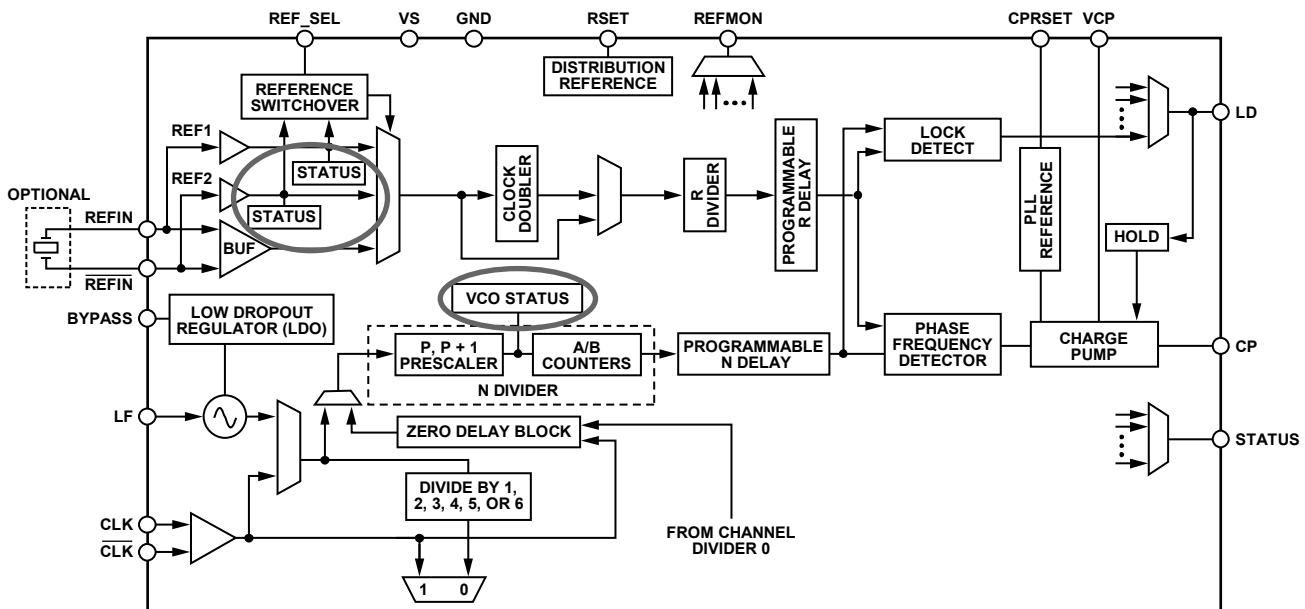 REF_SEL
VS
GND
RSET
REFMON
CPRSET
VCP
DISTRIBUTION
REFERENCE
REFERENCE
SWITCHOVER
REF1
STATUS
REF2
STATUS
BUF
OPTIONAL
REFIN
REFIN
CLOCK
DOUBLER
R
DIVIDER
PROGRAMMABLE
R DELAY
LOCK
DETECT
PLL
REFERENCE
LD
HOLD
BYPASS
LOW DROPOUT
REGULATOR (LDO)
VCO STATUS
P, P + 1
PRESCALER
A/B
COUNTERS
N DIVIDER
PROGRAMMABLE
N DELAY
PHASE
FREQUENCY
DETECTOR
CHARGE
PUMP
CP
LF
ZERO DELAY BLOCK
STATUS
DIVIDE BY 1,
2, 3, 4, 5, OR 6
CLK
CLK
FROM CHANNEL
DIVIDER 0
1 0